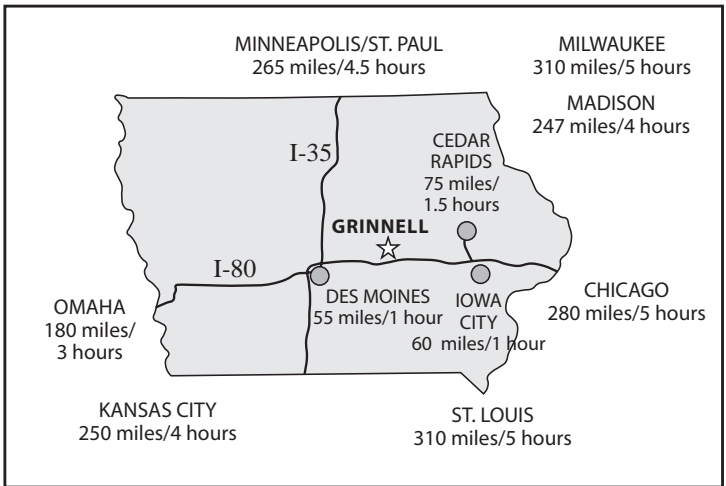 MINNEAPOLIS/ST. PAUL
265 miles/4.5 hours
MILWAUKEE
310 miles/5 hours
MADISON
247 miles/4 hours
I-35
CEDAR
RAPIDS
75 miles/
1.5 hours
GRINNELL
I-80
DES MOINES
55 miles/1 hour
IOWA
CITY
60 miles/1 hour
OMAHA
180 miles/
3 hours
CHICAGO
280 miles/5 hours
KANSAS CITY
250 miles/4 hours
ST. LOUIS
310 miles/5 hours